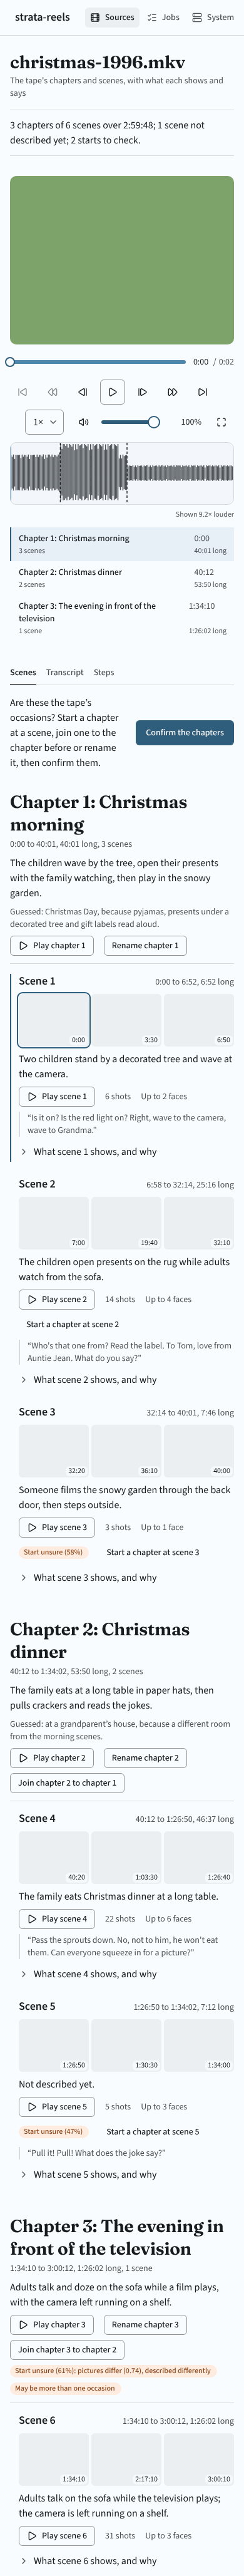 strata-reels Sources Jobs System
christmas-1996.mkv
The tape's chapters and scenes, with what each shows and
says
3 chapters of 6 scenes over 2:59:48; 1 scene not
described yet; 2 starts to check.
0:00 / 0:02
1× 100%
Shown 9.2× louder
Chapter 1: Christmas morning 0:00
3 scenes 40:01 long
Chapter 2: Christmas dinner 40:12
2 scenes 53:50 long
Chapter 3: The evening in front of the 1:34:10
television
1 scene 1:26:02 long
Scenes Transcript Steps
Are these the tape's
occasions? Start a chapter
at a scene, join one to the
chapter before or rename
it, then confirm them.
Confirm the chapters
Chapter 1: Christmas
morning
0:00 to 40:01, 40:01 long, 3 scenes
The children wave by the tree, open their presents
with the family watching, then play in the snowy
garden.
Guessed: Christmas Day, because pyjamas, presents under a
decorated tree and gift labels read aloud.
Play chapter 1 Rename chapter 1
Scene 1 0:00 to 6:52, 6:52 long
0:00 3:30 6:50
Two children stand by a decorated tree and wave at
the camera.
Play scene 1 6 shots Up to 2 faces
“Is it on? Is the red light on? Right, wave to the camera,
wave to Grandma.”
What scene 1 shows, and why
Scene 2 6:58 to 32:14, 25:16 long
7:00 19:40 32:10
The children open presents on the rug while adults
watch from the sofa.
Play scene 2 14 shots Up to 4 faces
Start a chapter at scene 2
“Who's that one from? Read the label. To Tom, love from
Auntie Jean. What do you say?”
What scene 2 shows, and why
Scene 3 32:14 to 40:01, 7:46 long
32:20 36:10 40:00
Someone films the snowy garden through the back
door, then steps outside.
Play scene 3 3 shots Up to 1 face
Start unsure (58%) Start a chapter at scene 3
What scene 3 shows, and why
Chapter 2: Christmas
dinner
40:12 to 1:34:02, 53:50 long, 2 scenes
The family eats at a long table in paper hats, then
pulls crackers and reads the jokes.
Guessed: at a grandparent's house, because a different room
from the morning scenes.
Play chapter 2 Rename chapter 2
Join chapter 2 to chapter 1
Scene 4 40:12 to 1:26:50, 46:37 long
40:20 1:03:30 1:26:40
The family eats Christmas dinner at a long table.
Play scene 4 22 shots Up to 6 faces
“Pass the sprouts down. No, not to him, he won't eat
them. Can everyone squeeze in for a picture?”
What scene 4 shows, and why
Scene 5 1:26:50 to 1:34:02, 7:12 long
1:26:50 1:30:30 1:34:00
Not described yet.
Play scene 5 5 shots Up to 3 faces
Start unsure (47%) Start a chapter at scene 5
“Pull it! Pull! What does the joke say?”
What scene 5 shows, and why
Chapter 3: The evening in
front of the television
1:34:10 to 3:00:12, 1:26:02 long, 1 scene
Adults talk and doze on the sofa while a film plays,
with the camera left running on a shelf.
Play chapter 3 Rename chapter 3
Join chapter 3 to chapter 2
Start unsure (61%): pictures differ (0.74), described differently
May be more than one occasion
Scene 6 1:34:10 to 3:00:12, 1:26:02 long
1:34:10 2:17:10 3:00:10
Adults talk on the sofa while the television plays;
the camera is left running on a shelf.
Play scene 6 31 shots Up to 3 faces
What scene 6 shows, and why